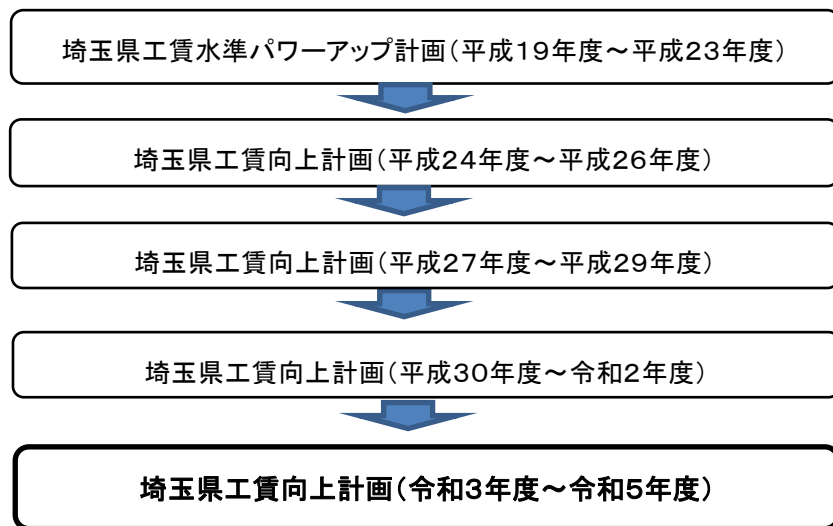 埼玉県工賃水準パワーアップ計画(平成19年度～平成23年度)
埼玉県工賃向上計画(平成24年度～平成26年度)
埼玉県工賃向上計画(平成27年度～平成29年度)
埼玉県工賃向上計画(平成30年度～令和2年度)
埼玉県工賃向上計画(令和3年度～令和5年度)